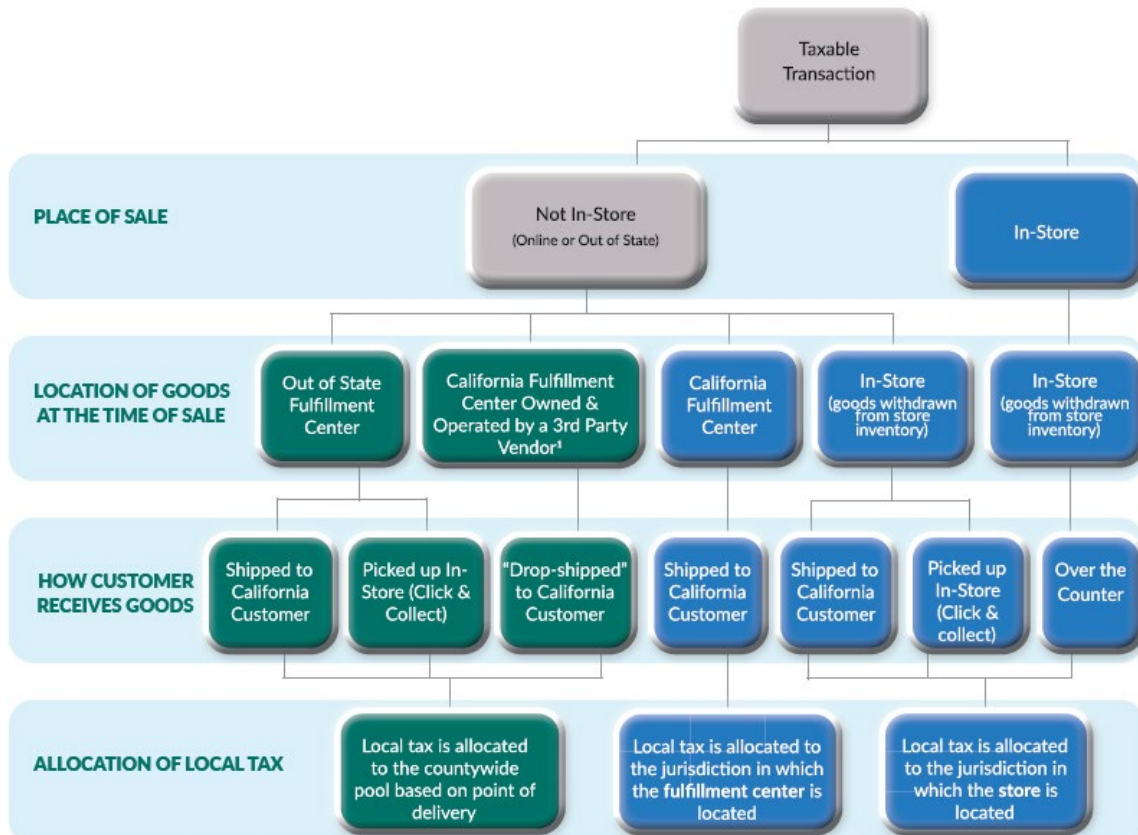 Taxable
Transaction
PLACE OF SALE
Not In-Store
(Online or Out of State)
In-Store
LOCATION OF GOODS
AT THE TIME OF SALE
Out of State
Fulfillment
Center
California Fulfillment
Center Owned &
Operated by a 3rd Party
Vendor¹
California
Fulfillment
Center
In-Store
(goods withdrawn
from store
inventory)
In-Store
(goods withdrawn
from store
inventory)
HOW CUSTOMER
RECEIVES GOODS
Shipped to
California
Customer
Picked up In-
Store (Click &
Collect)
"Drop-shipped"
to California
Customer
Shipped to
California
Customer
Shipped to
California
Customer
Picked up
In-Store
(Click &
collect)
Over the
Counter
ALLOCATION OF LOCAL TAX
Local tax is allocated
to the countywide
pool based on point of
delivery
Local tax is allocated to
the jurisdiction in which
the fulfillment center is
located
Local tax is allocated
to the jurisdiction in
which the store is
located